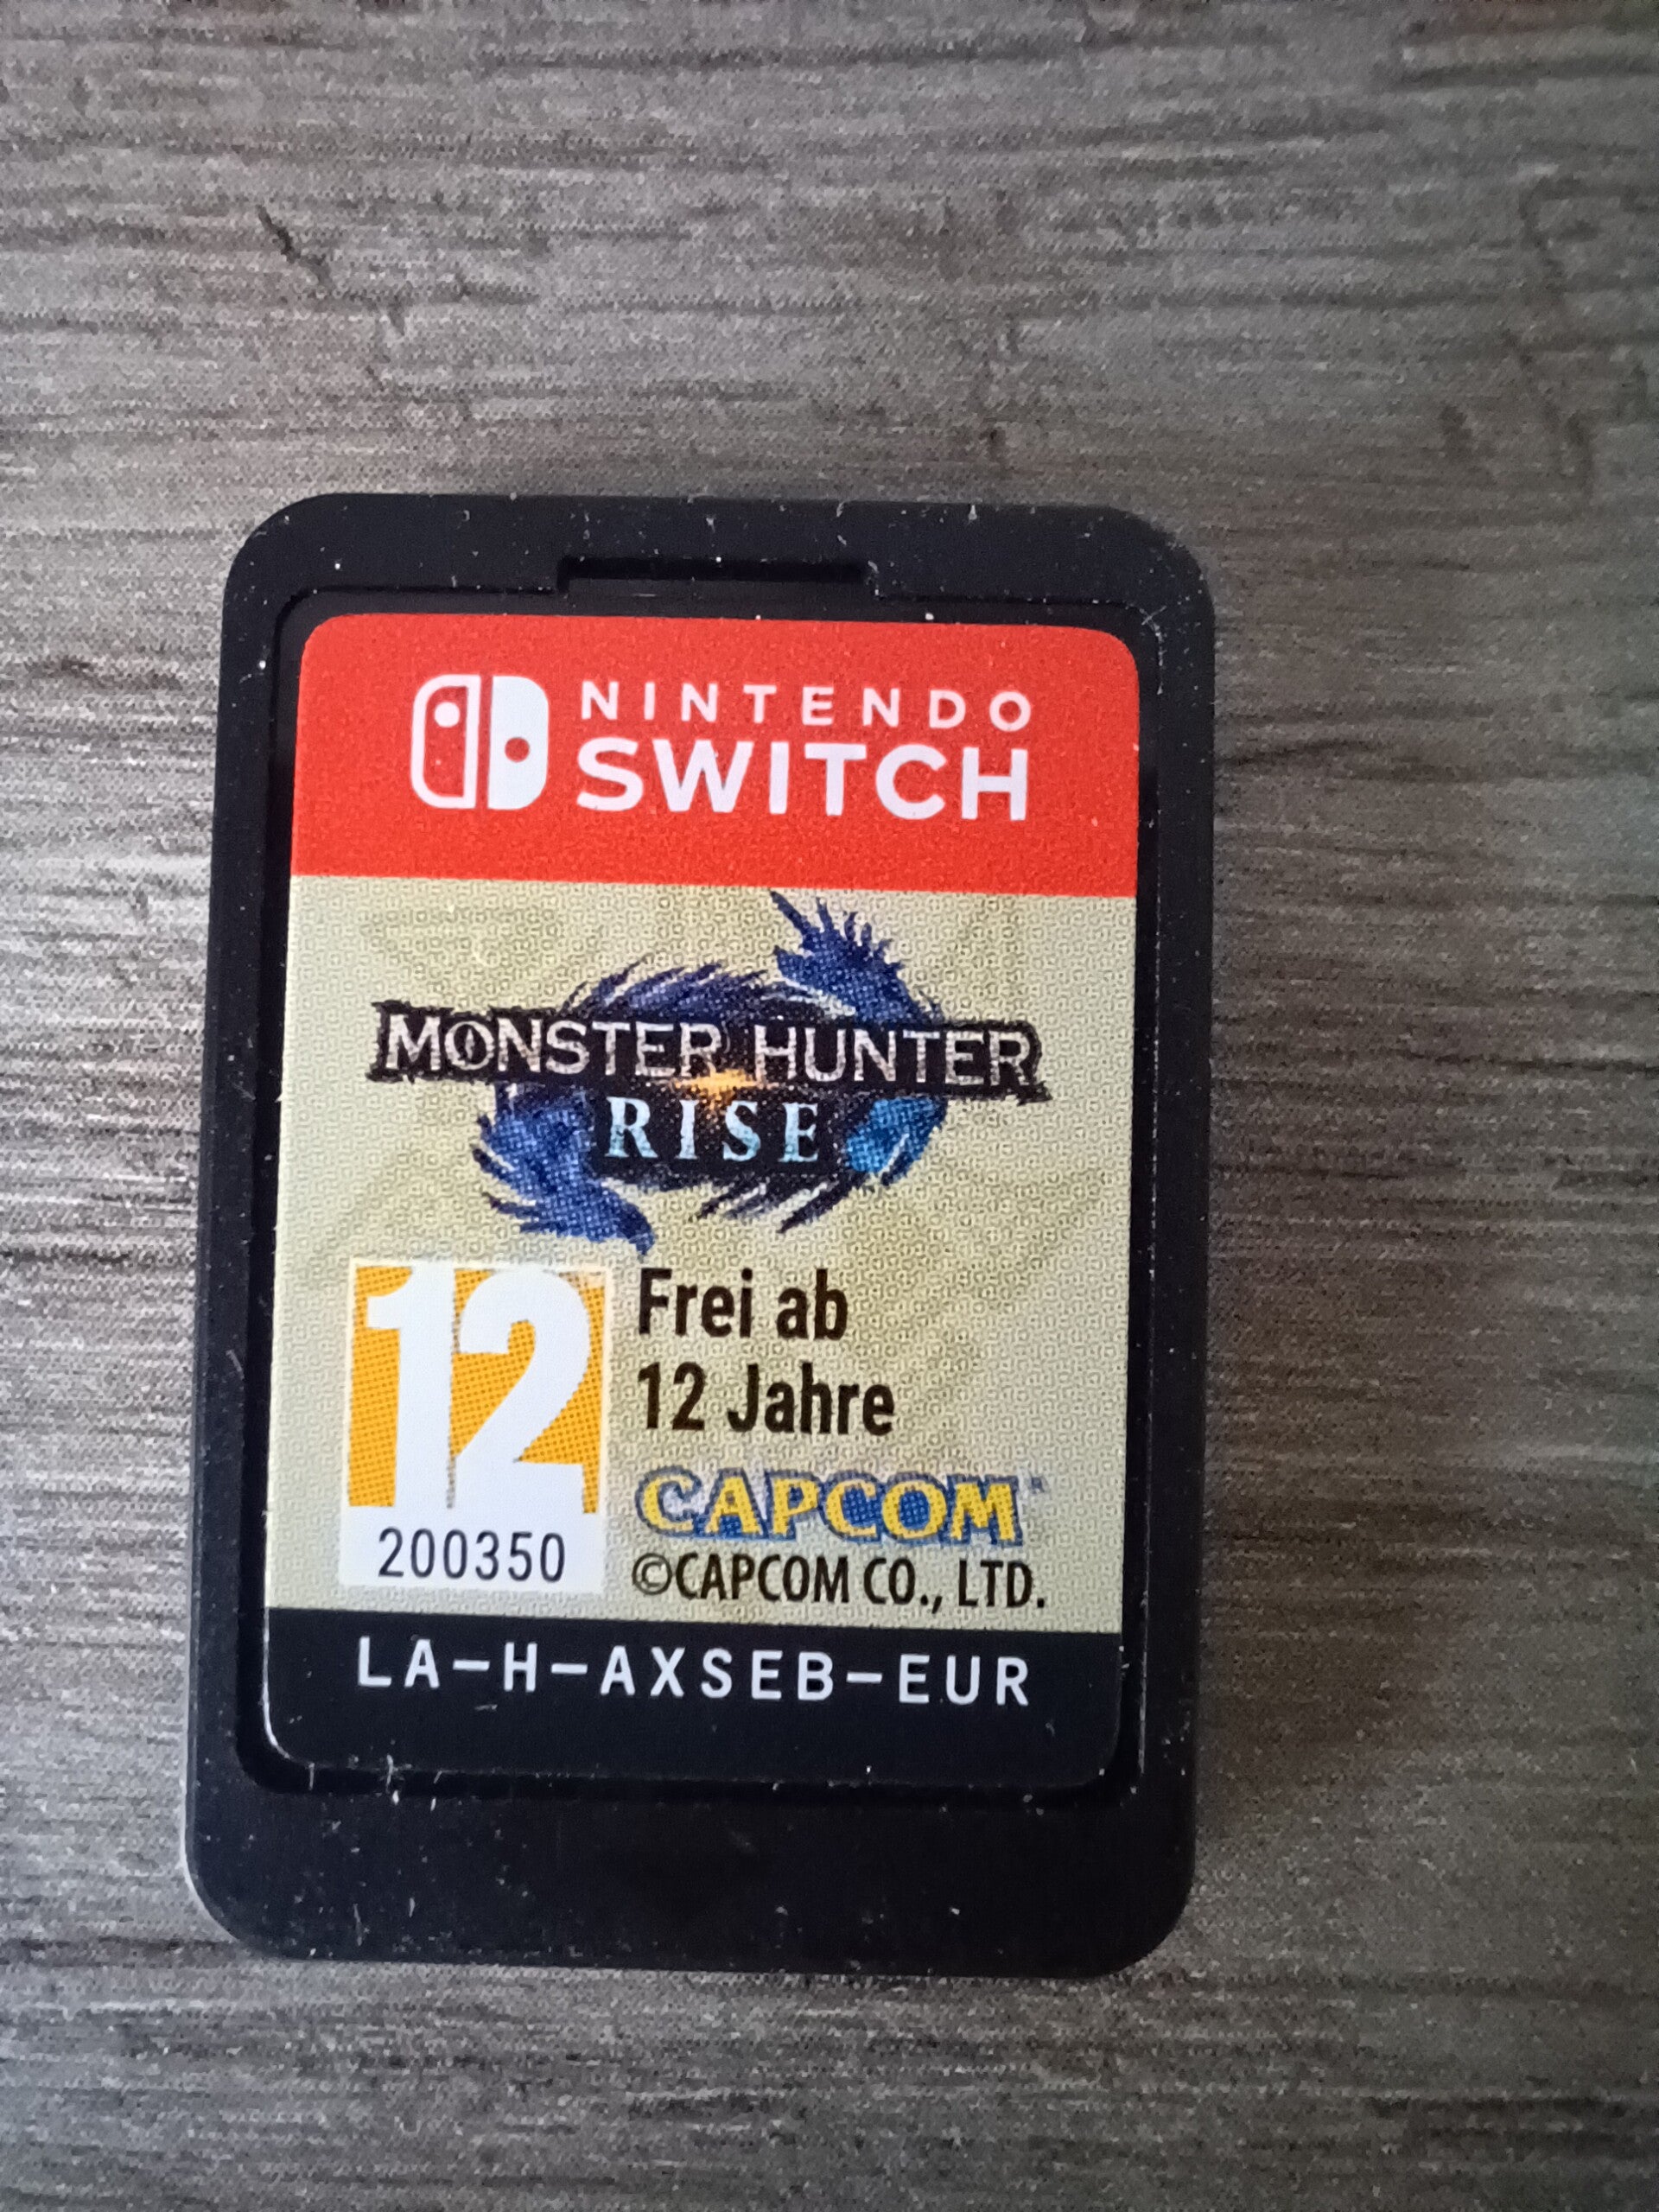 NINTENDO
SWITCH
MONSTER HUNTER
RISE
12
Frei ab
12 Jahre
200350
CAPCOM
©CAPCOM CO., LTD.
LA-H-AXSEB-EUR